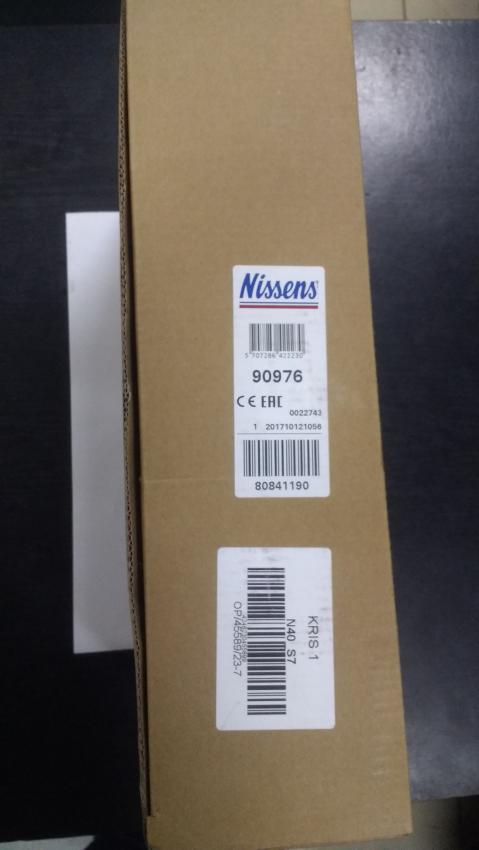 Nissens
5 707286 422230
90976
CE EAC
0022743
1 201710121056
80841190
KRIS 1
N40 S7
OP/45589/23-7